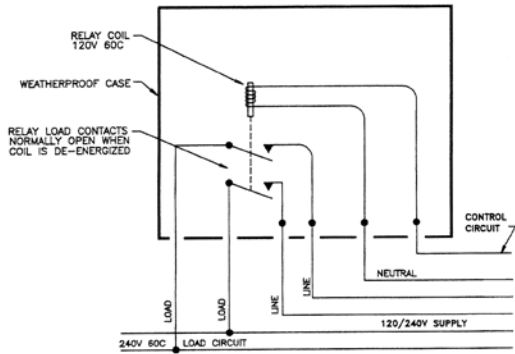 RELAY COIL
120V 60C
WEATHERPROOF CASE
RELAY LOAD CONTACTS
NORMALLY OPEN WHEN
COIL IS DE-ENERGIZED
CONTROL
CIRCUIT
NEUTRAL
LOAD
LOAD
LINE
LINE
120/240V SUPPLY
240V 60C LOAD CIRCUIT